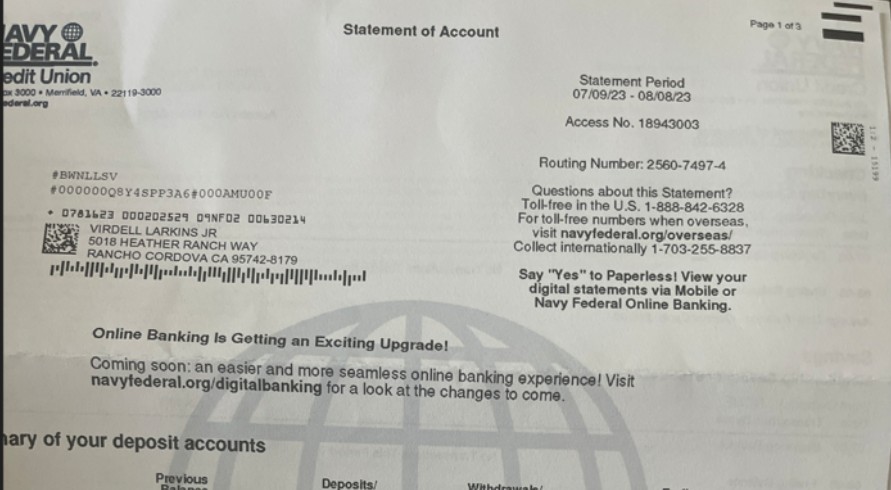 Statement of Account
Page 1 of 3
AVY
EDERAL.
edit Union
ox 3000 • Merrifield, VA • 22119-3000
ederal.org
Statement Period
07/09/23 - 08/08/23
Access No. 18943003
Routing Number: 2560-7497-4
Questions about this Statement?
Toll-free in the U.S. 1-888-842-6328
For toll-free numbers when overseas,
visit navyfederal.org/overseas/
Collect internationally 1-703-255-8837
Say "Yes" to Paperless! View your
digital statements via Mobile or
Navy Federal Online Banking.
#BWNLLSV
#000000Q8Y4SPP3A6#000AMU00F
0781623 000202529 09NF02 00630214
VIRDELL LARKINS JR
5018 HEATHER RANCH WAY
RANCHO CORDOVA CA 95742-8179
Online Banking Is Getting an Exciting Upgrade!
Coming soon: an easier and more seamless online banking experience! Visit
navyfederal.org/digitalbanking for a look at the changes to come.
mary of your deposit accounts
Previous
Deposits/
Withdrawals/
Balance